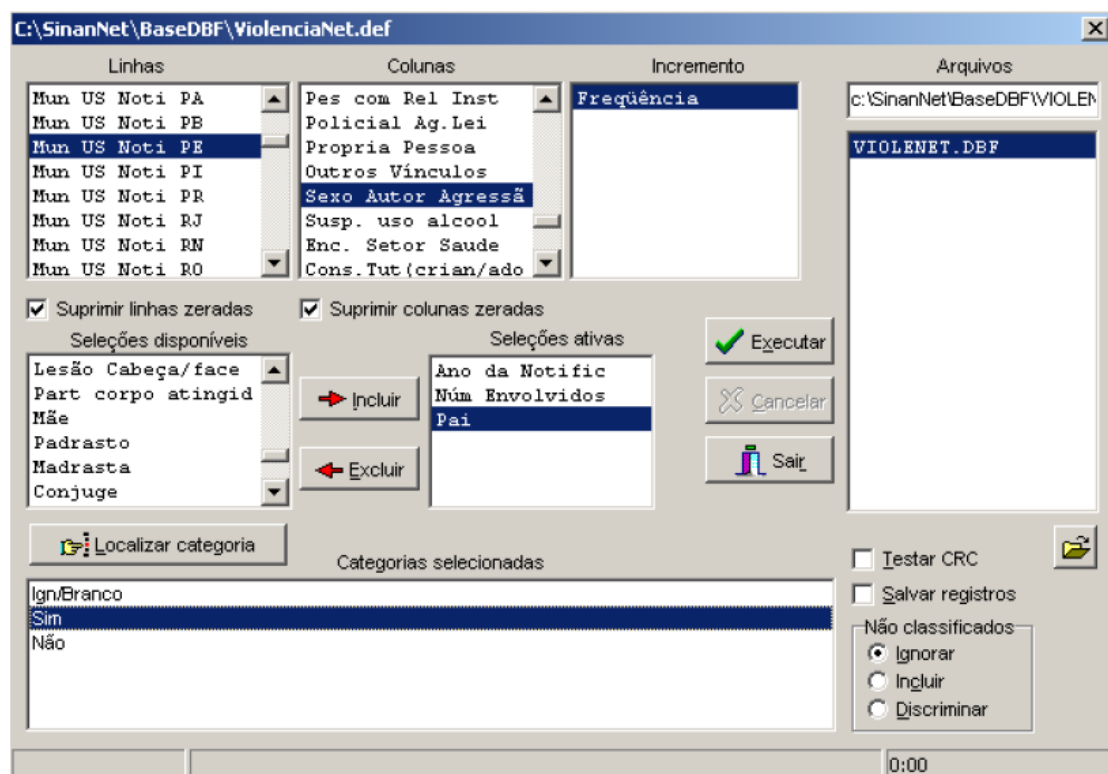 C:\SinanNet\BaseDBF\ViolenciaNet.def
Linhas
Mun US Noti PA
Mun US Noti PB
Mun US Noti PE
Mun US Noti PI
Mun US Noti PR
Mun US Noti RJ
Mun US Noti RN
Mun US Noti RO
Colunas
Pes com Rel Inst
Policial Ag.Lei
Propria Pessoa
Outros Vínculos
Sexo Autor Agressã
Susp. uso alcool
Enc. Setor Saude
Cons.Tut(crian/ado
Incremento
Freqüência
Arquivos
c:\SinanNet\BaseDBF\VIOLEN
VIOLENET.DBF
Suprimir linhas zeradas
Suprimir colunas zeradas
Seleções disponíveis
Lesão Cabeça/face
Part corpo atingid
Mãe
Padrasto
Madrasta
Conjuge
Incluir
Excluir
Seleções ativas
Ano da Notific
Núm Envolvidos
Pai
Executar
Cancelar
Sair
Localizar categoria
Categorias selecionadas
Ign/Branco
Sim
Não
Testar CRC
Salvar registros
Não classificados
Ignorar
Incluir
Discriminar
0:00